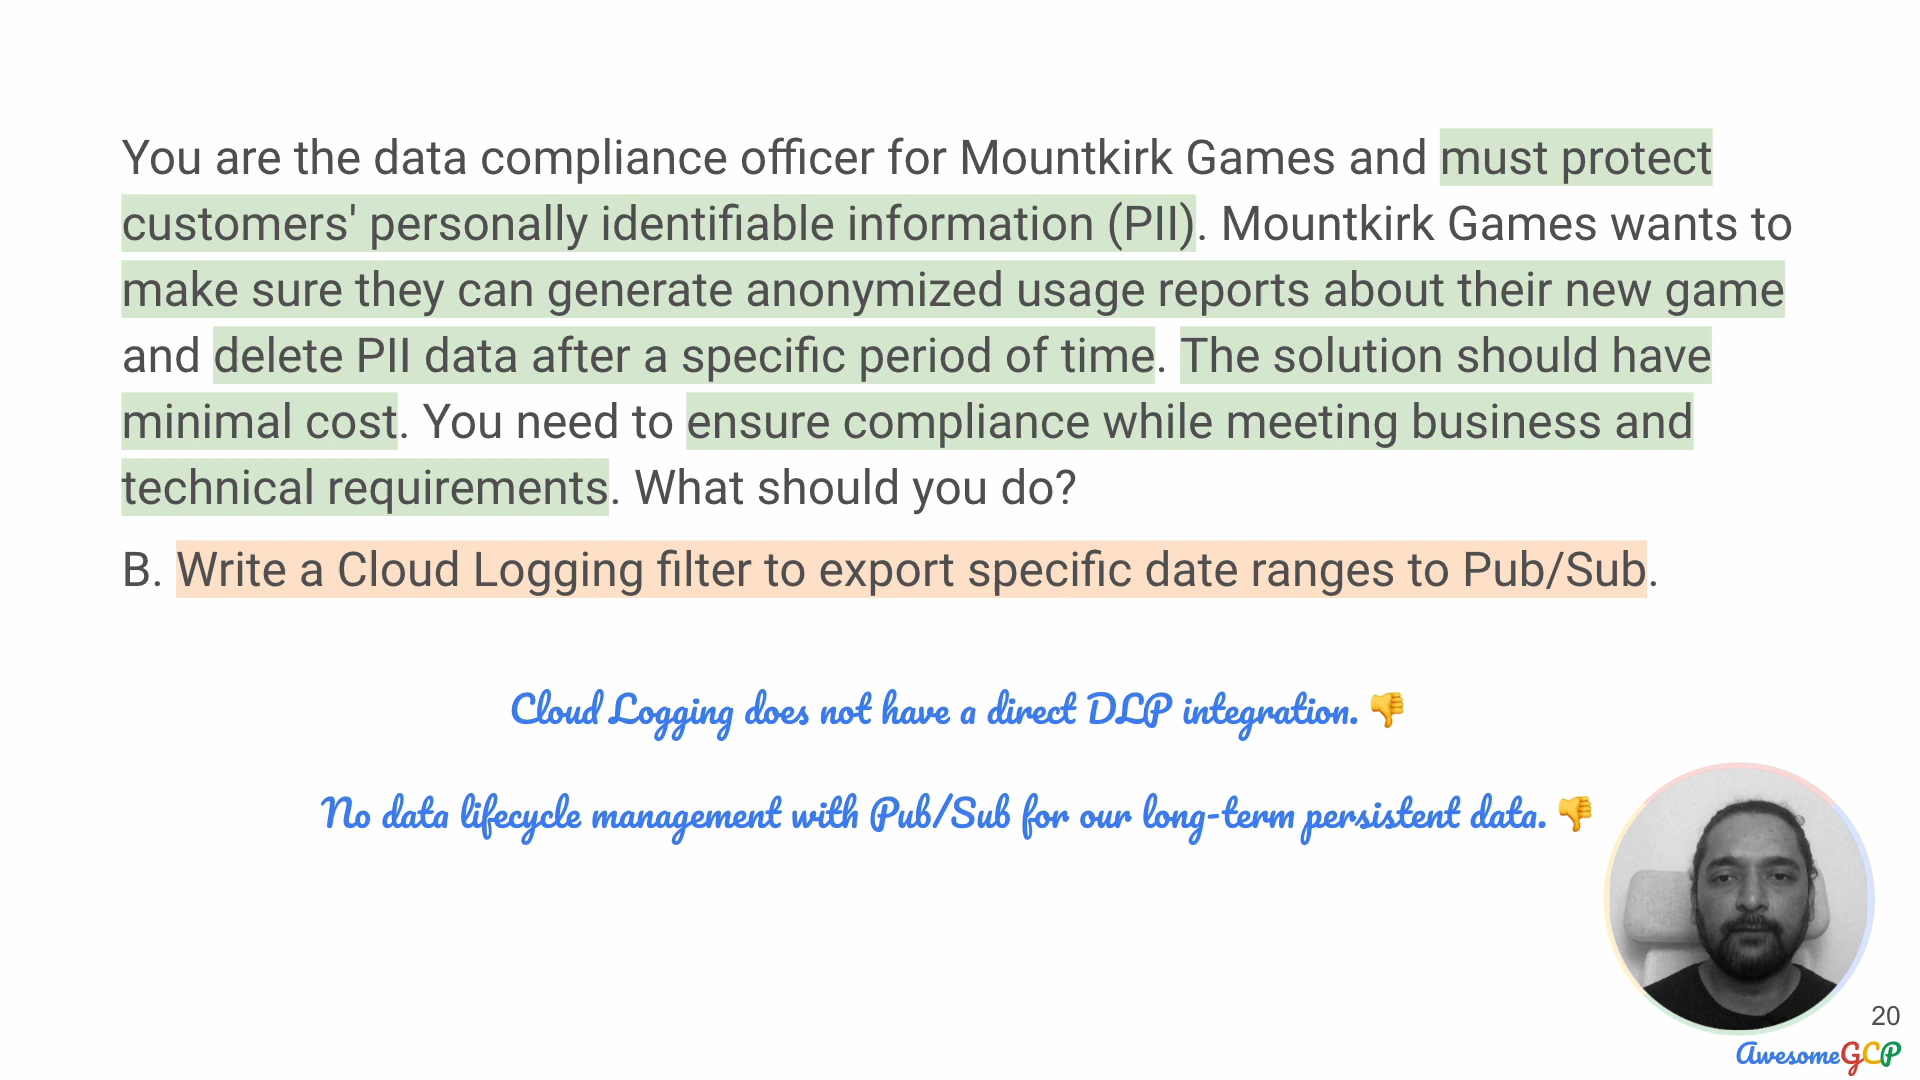 You are the data compliance officer for Mountkirk Games and must protect
customers' personally identifiable information (PII). Mountkirk Games wants to
make sure they can generate anonymized usage reports about their new game
and delete PII data after a specific period of time. The solution should have
minimal cost. You need to ensure compliance while meeting business and
technical requirements. What should you do?
B. Write a Cloud Logging filter to export specific date ranges to Pub/Sub.
Cloud Logging does not have a direct DLP integration. 👎
No data lifecycle management with Pub/Sub for our long-term persistent data. 👎
20
AwesomeGCP